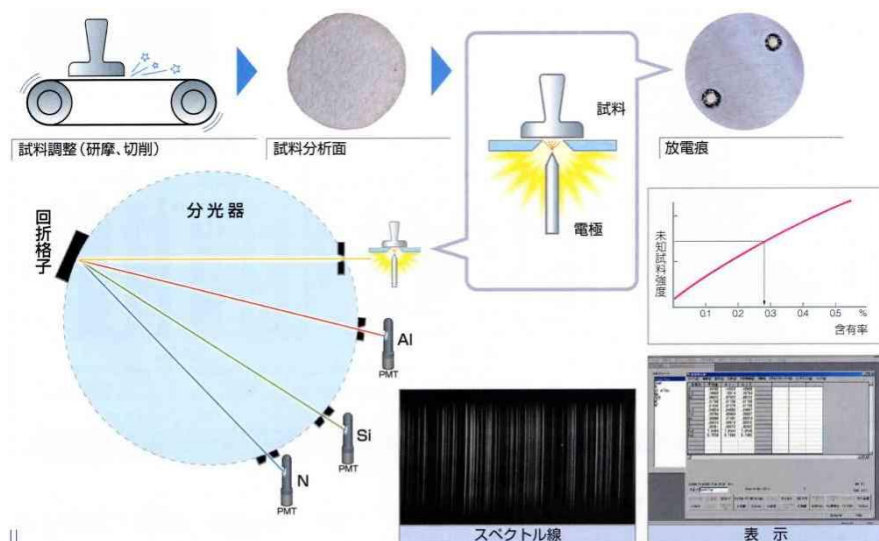 試料調整（研摩、切削）
試料分析面
試料
電極
放電痕
分光器
回折格子
Al
PMT
Si
PMT
N
PMT
未知試料強度
0.1
0.2
0.3
0.4
0.5
%
含有率
スペクトル線
表 示